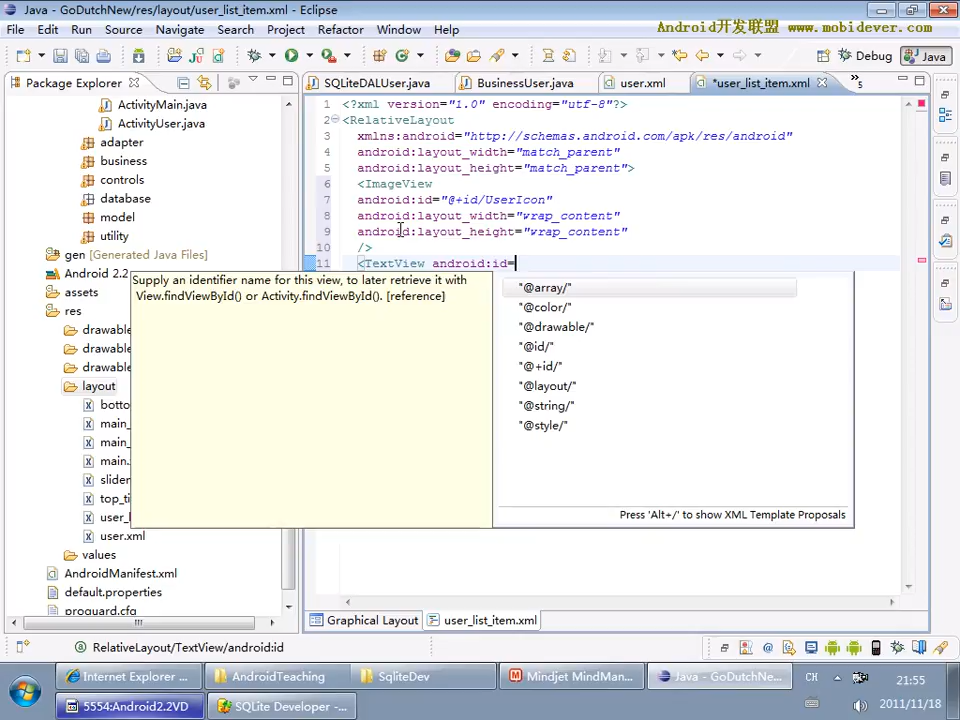 Java - GoDutchNew/res/layout/user_list_item.xml - Eclipse
File Edit Run Source Navigate Search Project Refactor Window Help
Android开发联盟 www.mobidever.com
Debug Java
Package Explorer
SQLiteDALUser.java BusinessUser.java user.xml *user_list_item.xml »5
ActivityMain.java
ActivityUser.java
adapter
business
controls
database
model
utility
gen [Generated Java Files]
Android 2.2
assets
res
drawable
drawable
drawable
layout
botto
main_
main_
main.
slider
top_ti
user_l
user.xml
values
AndroidManifest.xml
default.properties
proguard.cfg
1 <?xml version="1.0" encoding="utf-8"?>
2 <RelativeLayout
3 xmlns:android="http://schemas.android.com/apk/res/android"
4 android:layout_width="match_parent"
5 android:layout_height="match_parent">
6 <ImageView
7 android:id="@+id/UserIcon"
8 android:layout_width="wrap_content"
9 android:layout_height="wrap_content"
10 />
11 <TextView android:id=
Supply an identifier name for this view, to later retrieve it with
View.findViewById() or Activity.findViewById(). [reference]
"@array/"
"@color/"
"@drawable/"
"@id/"
"@+id/"
"@layout/"
"@string/"
"@style/"
Press 'Alt+/' to show XML Template Proposals
Graphical Layout user_list_item.xml
RelativeLayout/TextView/android:id
Internet Explorer ... AndroidTeaching SqliteDev Mindjet MindMan... Java - GoDutchNe... CH 21:55
5554:Android2.2VD SQLite Developer - ... 2011/11/18